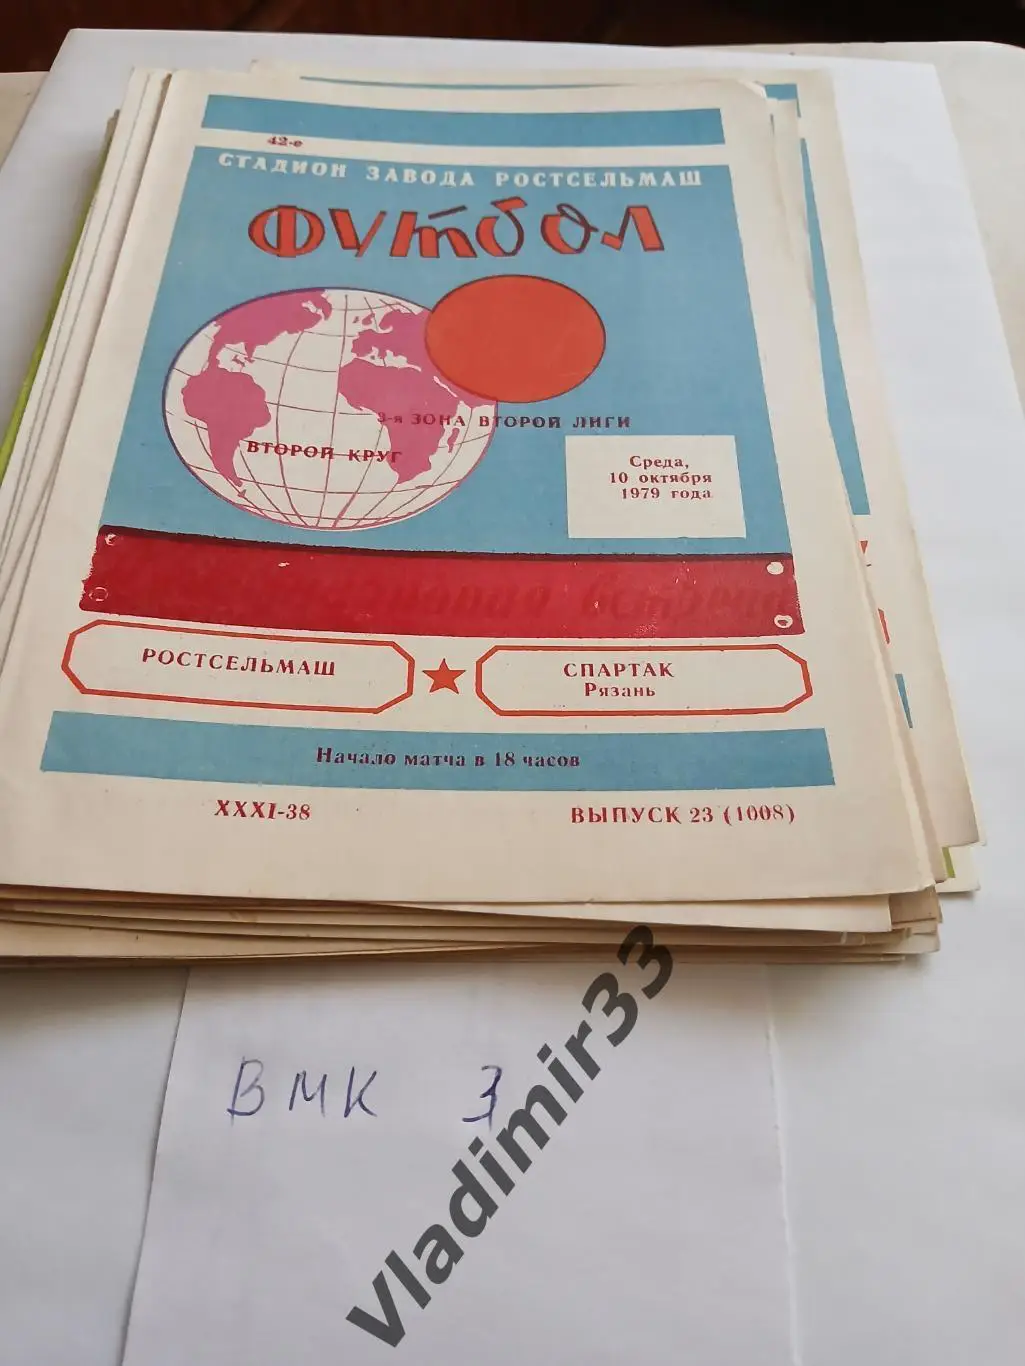 42-е
СТАДИОН ЗАВОДА РОСТСЕЛЬМАШ
ФУТБОЛ
3-я ЗОНА ВТОРОЙ ЛИГИ
ВТОРОЙ КРУГ
Среда,
10 октября
1979 года
встреча
РОСТСЕЛЬМАШ
СПАРТАК
Рязань
Начало матча в 18 часов
XXXI-38
ВЫПУСК 23 (1008)
ВМК 3
Vladimir33